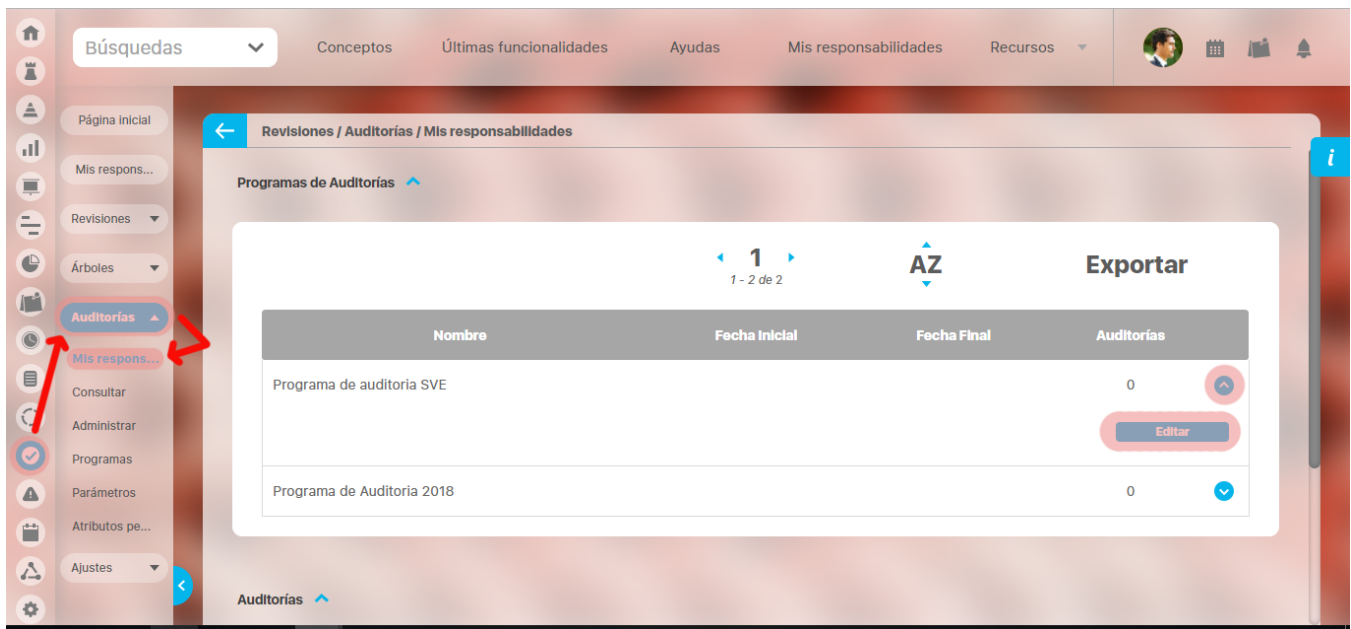 Búsquedas
Conceptos
Últimas funcionalidades
Ayudas
Mis responsabilidades
Recursos
Página inicial
Mis respons...
Revisiones
Árboles
Auditorías
Mis respons...
Consultar
Administrar
Programas
Parámetros
Atributos pe...
Ajustes
Revisiones / Auditorías / Mis responsabilidades
i
Programas de Auditorías
1
1 - 2 de 2
AZ
Exportar
Nombre Fecha Inicial Fecha Final Auditorías
Programa de auditoria SVE 0
Editar
Programa de Auditoria 2018 0
Auditorías